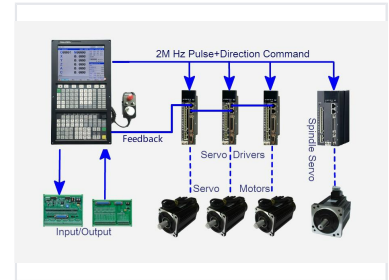 2M Hz Pulse+Direction Command
Feedback
Servo Drivers
Spindle Servo
Servo Motors
Input/Output